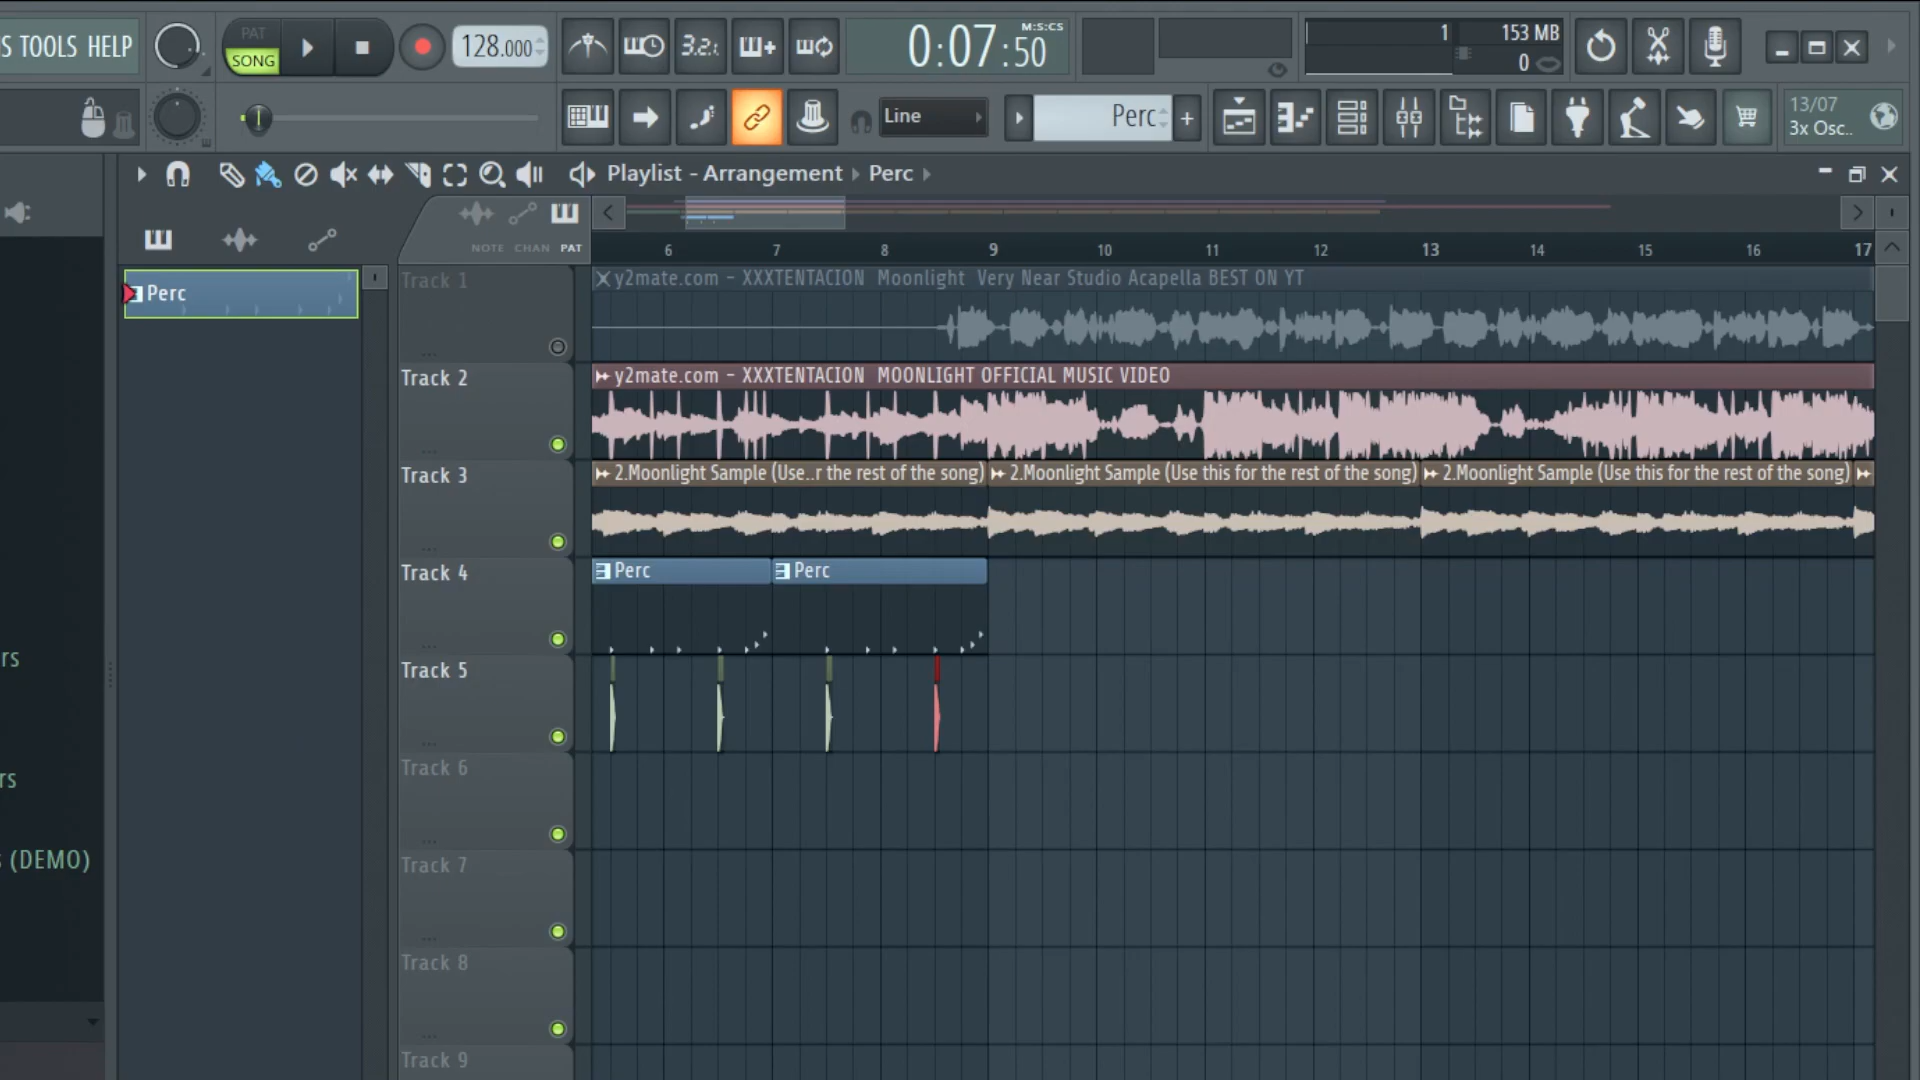 S TOOLS HELP
PAT
SONG
128.000
3.2.
M:S:CS
0:07:50
1
153 MB
0
Line
Perc
13/07
3x Osc..
Playlist - Arrangement Perc
NOTE CHAN PAT
6 7 8 9 10 11 12 13 14 15 16 17
Perc
Track 1
y2mate.com - XXXTENTACION Moonlight Very Near Studio Acapella BEST ON YT
Track 2
y2mate.com - XXXTENTACION MOONLIGHT OFFICIAL MUSIC VIDEO
Track 3
2.Moonlight Sample (Use..r the rest of the song)
2.Moonlight Sample (Use this for the rest of the song)
2.Moonlight Sample (Use this for the rest of the song)
Track 4
Perc
Perc
rs
Track 5
Track 6
rs
s (DEMO)
Track 7
Track 8
Track 9